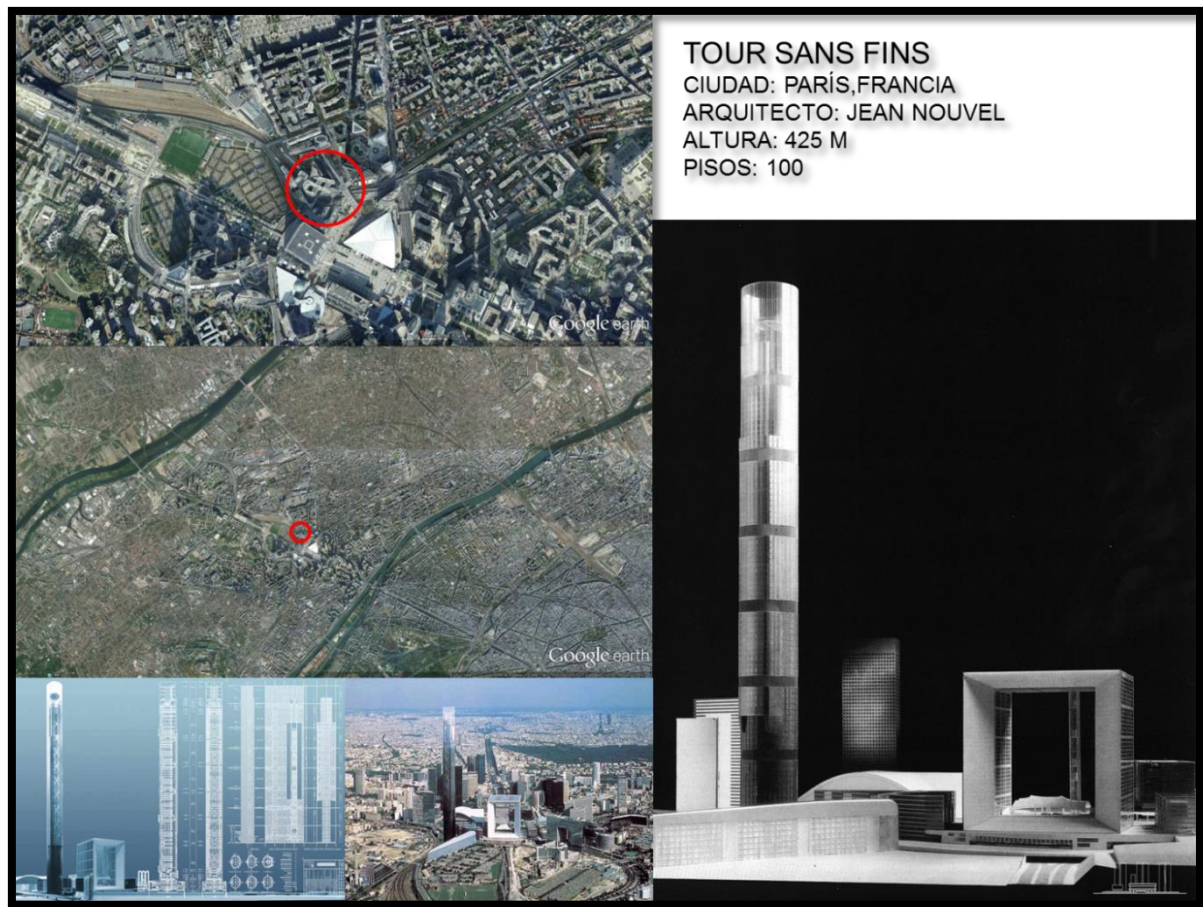 TOUR SANS FINS
CIUDAD: PARÍS,FRANCIA
ARQUITECTO: JEAN NOUVEL
ALTURA: 425 M
PISOS: 100
Google earth
Google earth